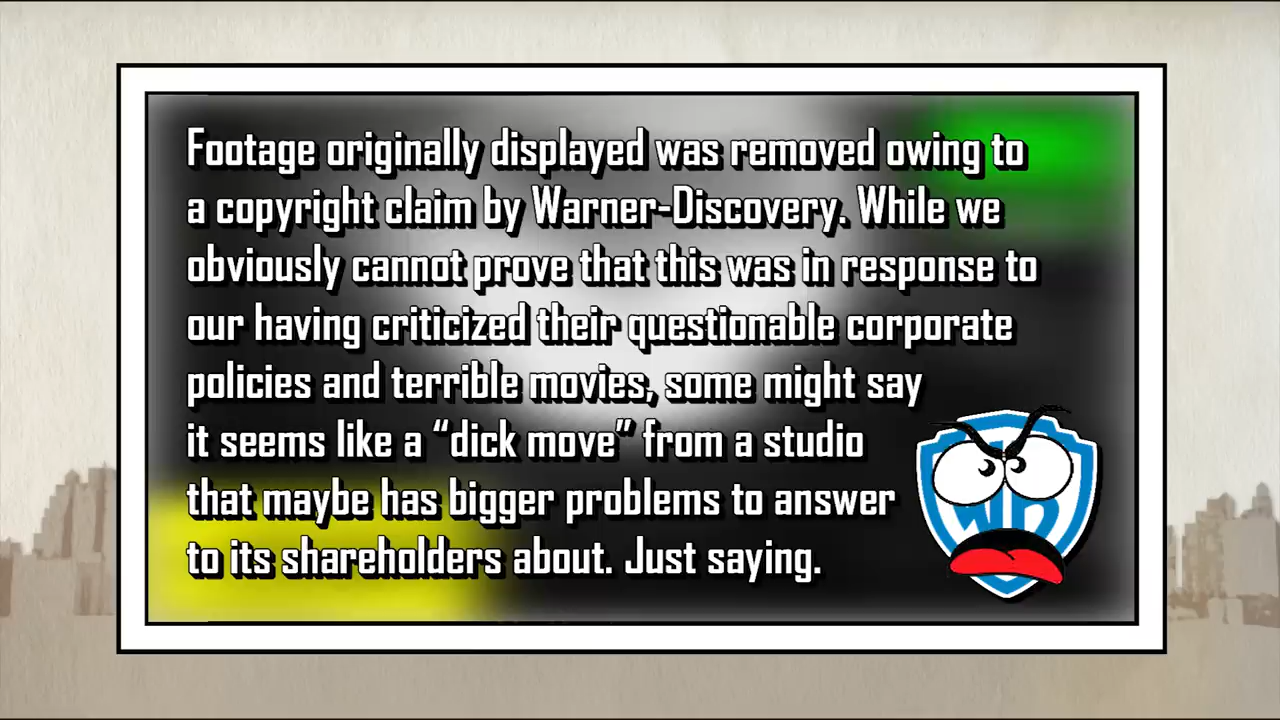 Footage originally displayed was removed owing to
a copyright claim by Warner-Discovery. While we
obviously cannot prove that this was in response to
our having criticized their questionable corporate
policies and terrible movies, some might say
it seems like a “dick move” from a studio
that maybe has bigger problems to answer
to its shareholders about. Just saying.